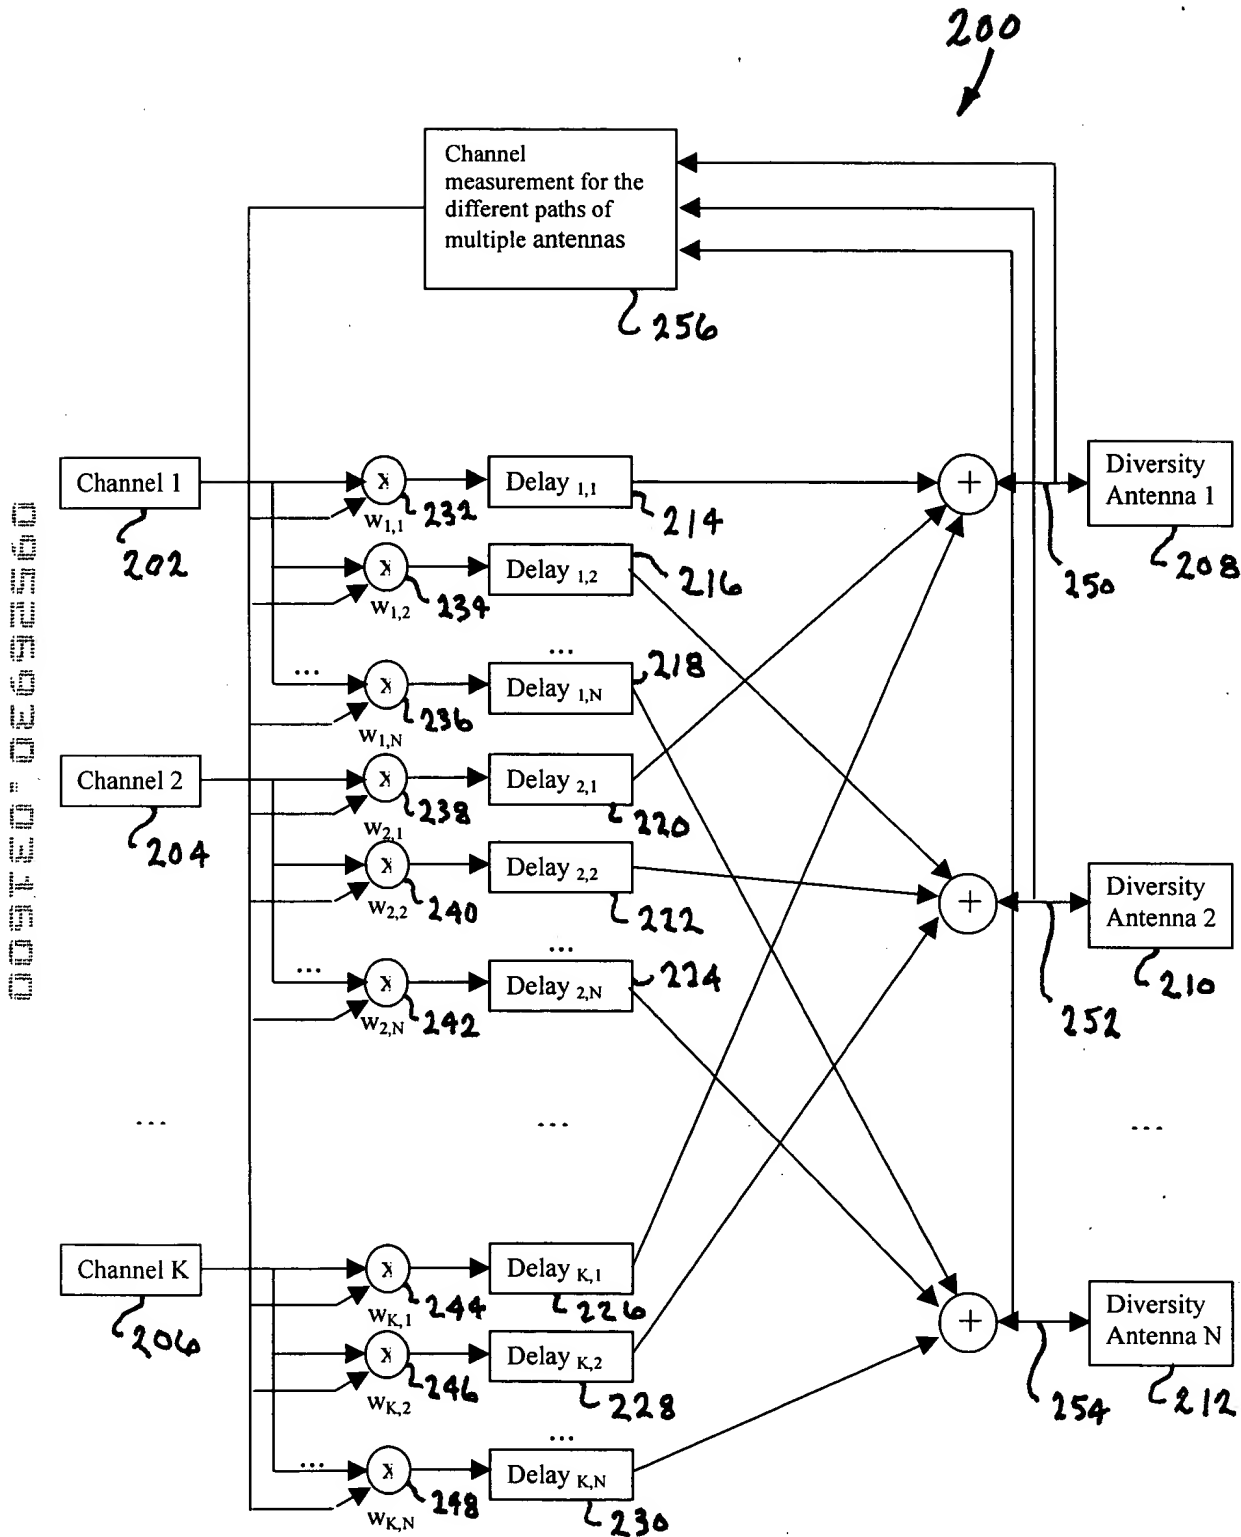 200
Channel
measurement for the
different paths of
multiple antennas
256
Channel 1
202
X
W1,1
232
Delay 1,1
214
+
250
Diversity
Antenna 1
208
X
W1,2
234
Delay 1,2
216
...
X
W1,N
236
...
Delay 1,N
218
Channel 2
204
X
W2,1
238
Delay 2,1
220
X
W2,2
240
Delay 2,2
222
+
252
Diversity
Antenna 2
210
...
X
W2,N
242
...
Delay 2,N
224
...
...
...
Channel K
206
X
WK,1
244
Delay K,1
226
X
WK,2
246
Delay K,2
228
+
254
Diversity
Antenna N
212
...
X
WK,N
248
...
Delay K,N
230
09526930.031600